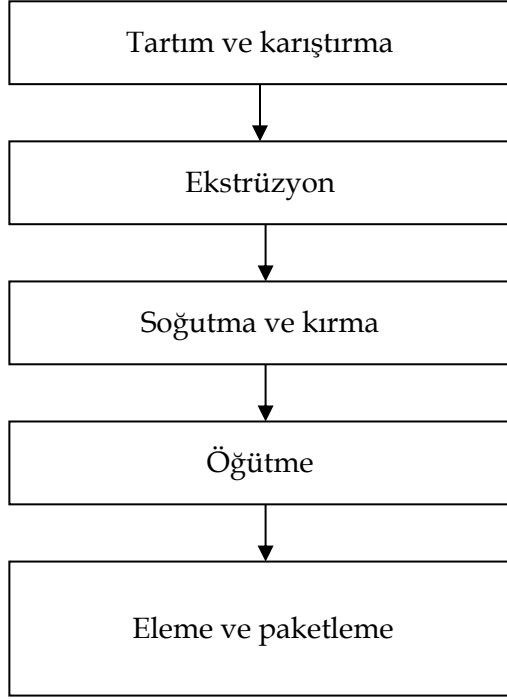 Tartım ve karıştırma
Ekstrüzyon
Soğutma ve kırma
Öğütme
Eleme ve paketleme